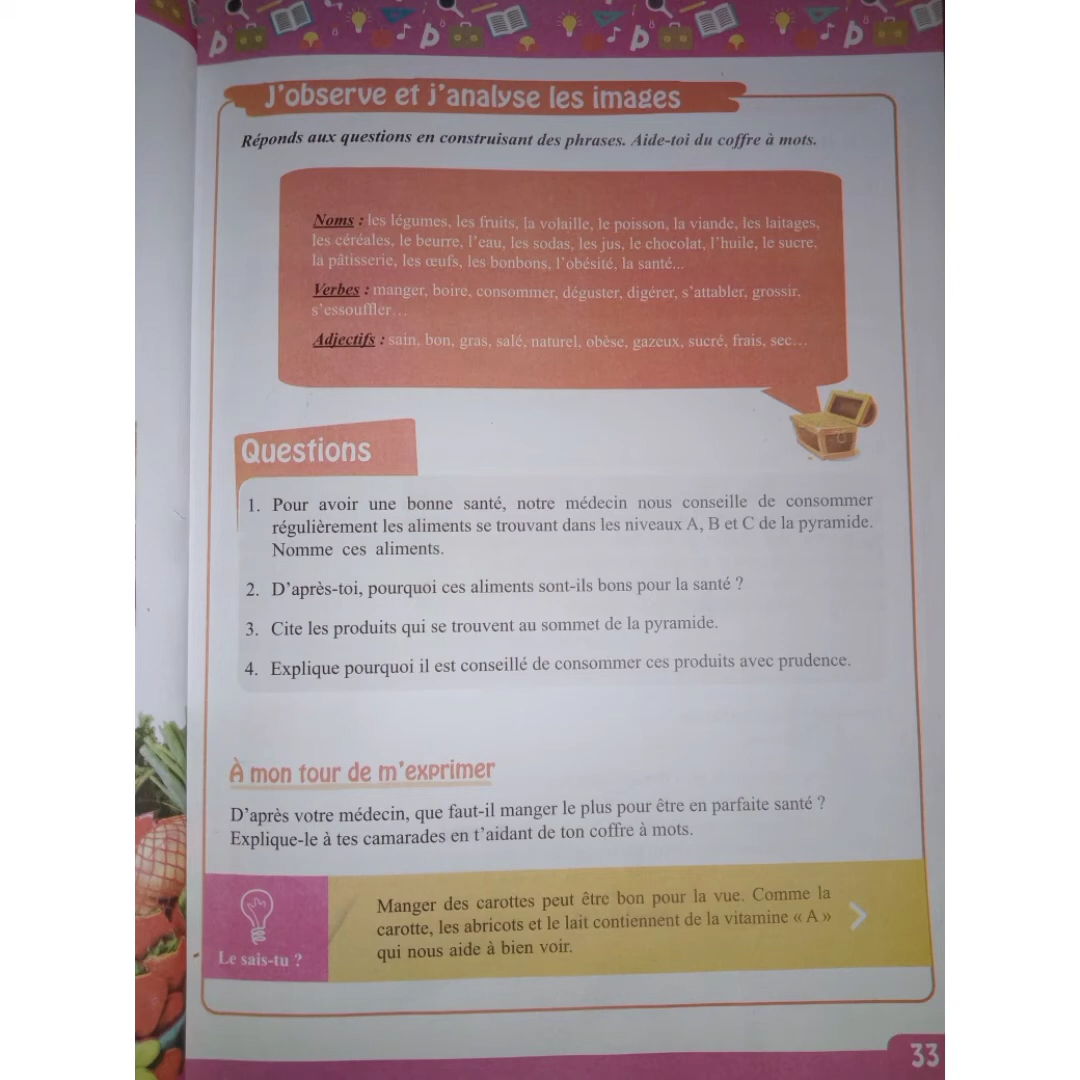 J'observe et j'analyse les images
Réponds aux questions en construisant des phrases. Aide-toi du coffre à mots.
Noms : les légumes, les fruits, la volaille, le poisson, la viande, les laitages,
les céréales, le beurre, l'eau, les sodas, les jus, le chocolat, l'huile, le sucre,
la pâtisserie, les œufs, les bonbons, l'obésité, la santé...
Verbes : manger, boire, consommer, déguster, digérer, s'attabler, grossir,
s'essouffler…
Adjectifs : sain, bon, gras, salé, naturel, obèse, gazeux, sucré, frais, sec…
Questions
1. Pour avoir une bonne santé, notre médecin nous conseille de consommer
régulièrement les aliments se trouvant dans les niveaux A, B et C de la pyramide.
Nomme ces aliments.
2. D'après-toi, pourquoi ces aliments sont-ils bons pour la santé ?
3. Cite les produits qui se trouvent au sommet de la pyramide.
4. Explique pourquoi il est conseillé de consommer ces produits avec prudence.
À mon tour de m'exprimer
D'après votre médecin, que faut-il manger le plus pour être en parfaite santé ?
Explique-le à tes camarades en t'aidant de ton coffre à mots.
Manger des carottes peut être bon pour la vue. Comme la
carotte, les abricots et le lait contiennent de la vitamine « A »
qui nous aide à bien voir.
Le sais-tu ?
33